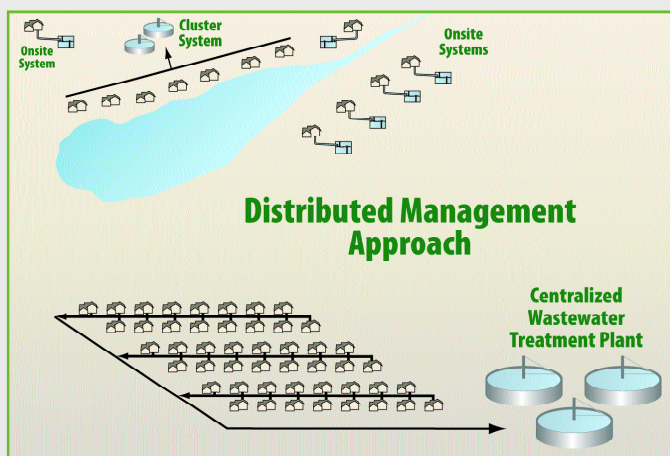 Cluster
System
Onsite
System
Onsite
Systems
Distributed Management
Approach
Centralized
Wastewater
Treatment Plant